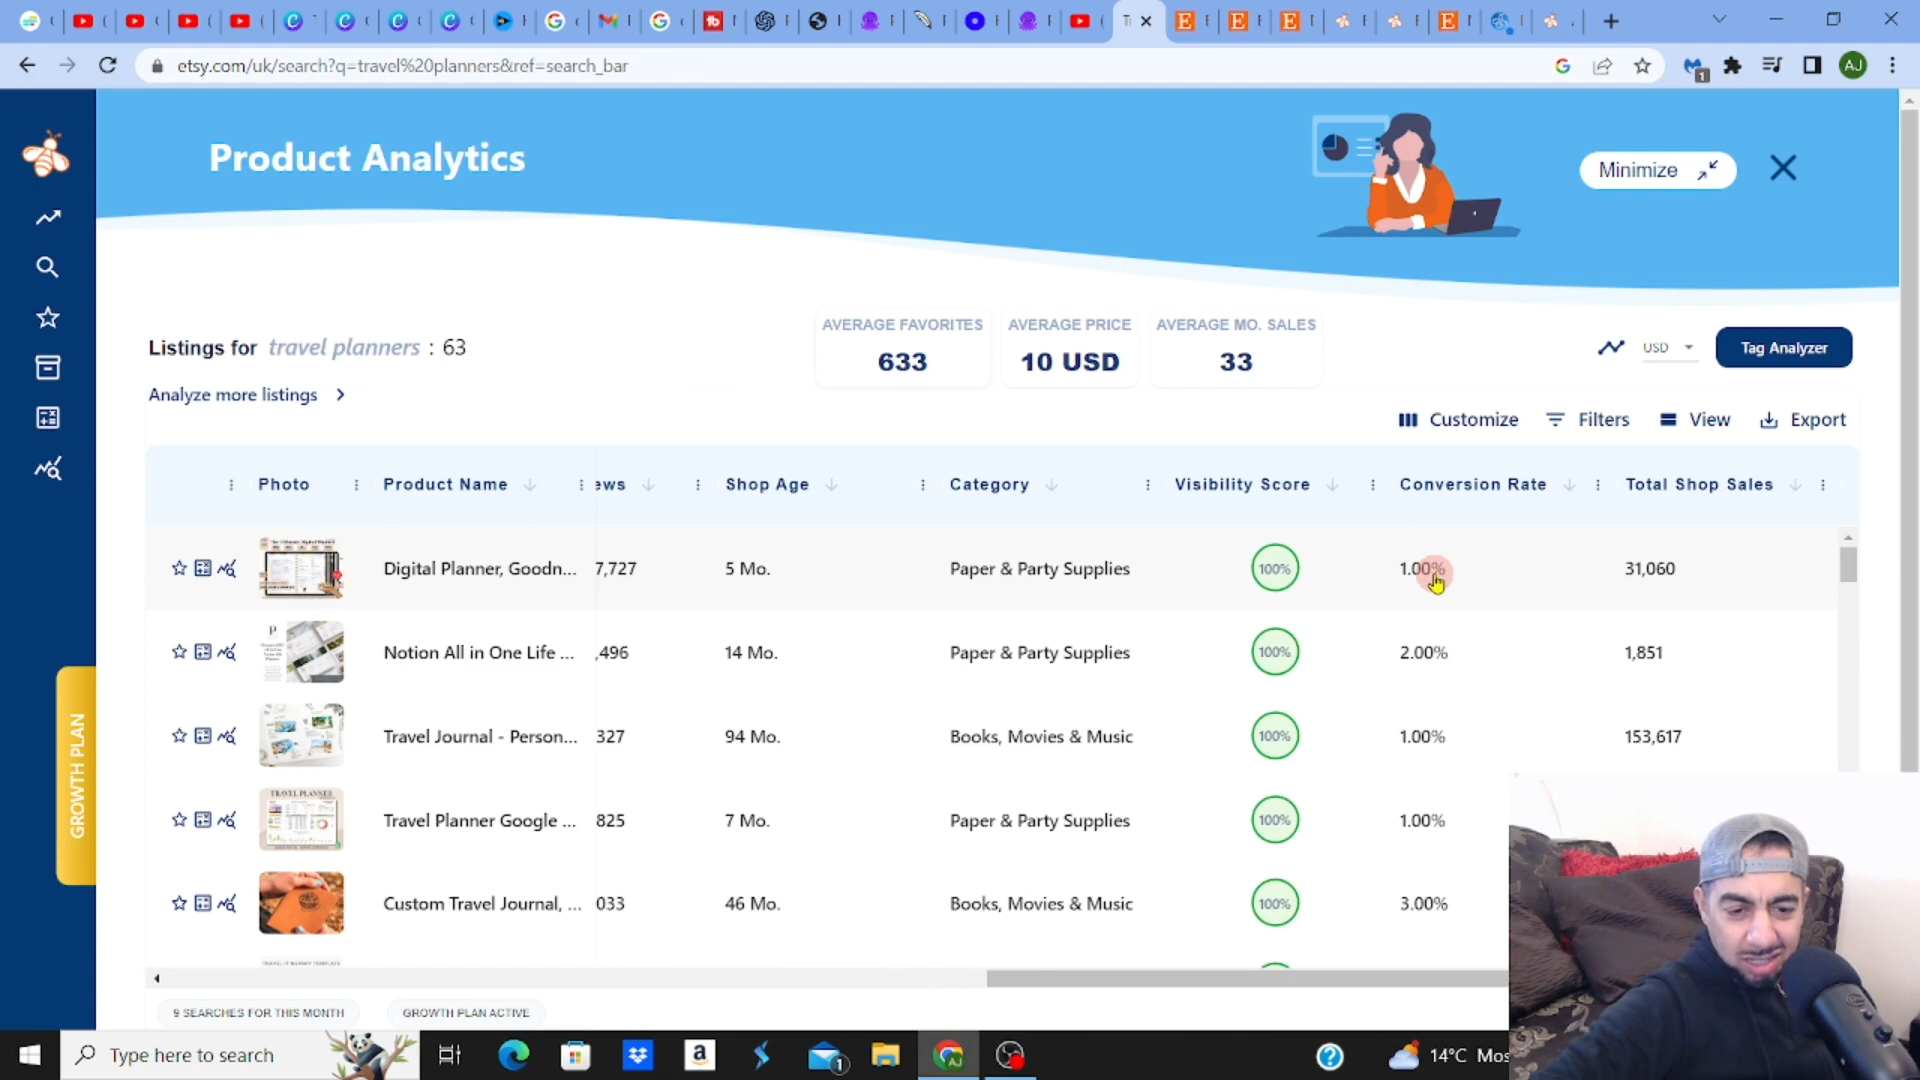 etsy.com/uk/search?q=travel%20planners&ref=search_bar
1
AJ
Product Analytics
Minimize
Listings for travel planners : 63
AVERAGE FAVORITES
633
AVERAGE PRICE
10 USD
AVERAGE MO. SALES
33
USD
Tag Analyzer
Analyze more listings
Customize
Filters
View
Export
Photo Product Name ews Shop Age Category Visibility Score Conversion Rate Total Shop Sales
Digital Planner, Goodn... 7,727 5 Mo. Paper & Party Supplies 100% 1.00% 31,060
Notion All in One Life ... ,496 14 Mo. Paper & Party Supplies 100% 2.00% 1,851
Travel Journal - Person... 327 94 Mo. Books, Movies & Music 100% 1.00% 153,617
TRAVEL PLANNER
Travel Planner Google ... 825 7 Mo. Paper & Party Supplies 100% 1.00%
Custom Travel Journal, ... 033 46 Mo. Books, Movies & Music 100% 3.00%
GROWTH PLAN
9 SEARCHES FOR THIS MONTH
GROWTH PLAN ACTIVE
Type here to search
14°C Mos